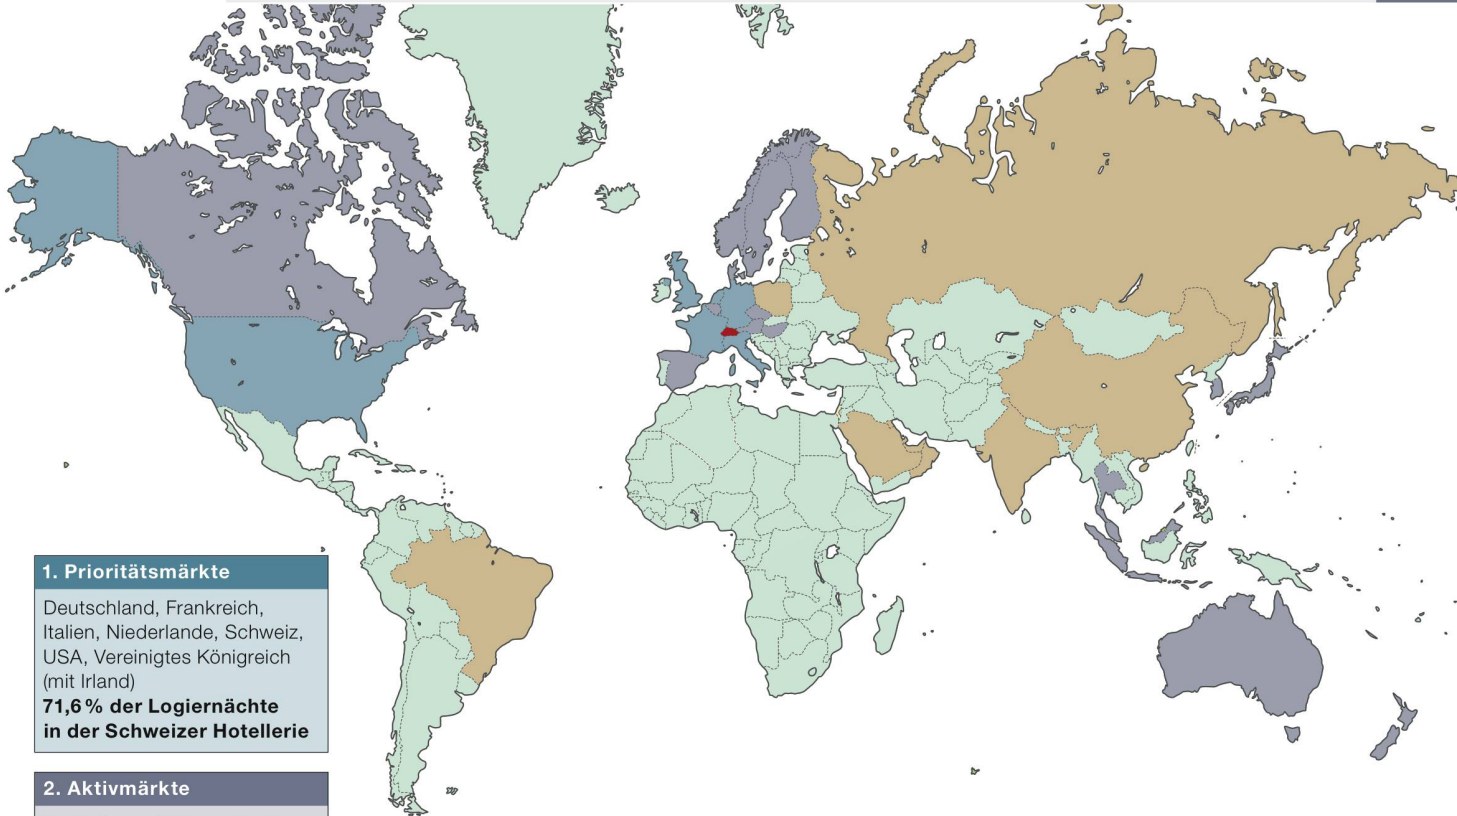 1. Prioritätsmärkte
Deutschland, Frankreich,
Italien, Niederlande, Schweiz,
USA, Vereinigtes Königreich
(mit Irland)
71,6 % der Logiernächte
in der Schweizer Hotellerie
2. Aktivmärkte